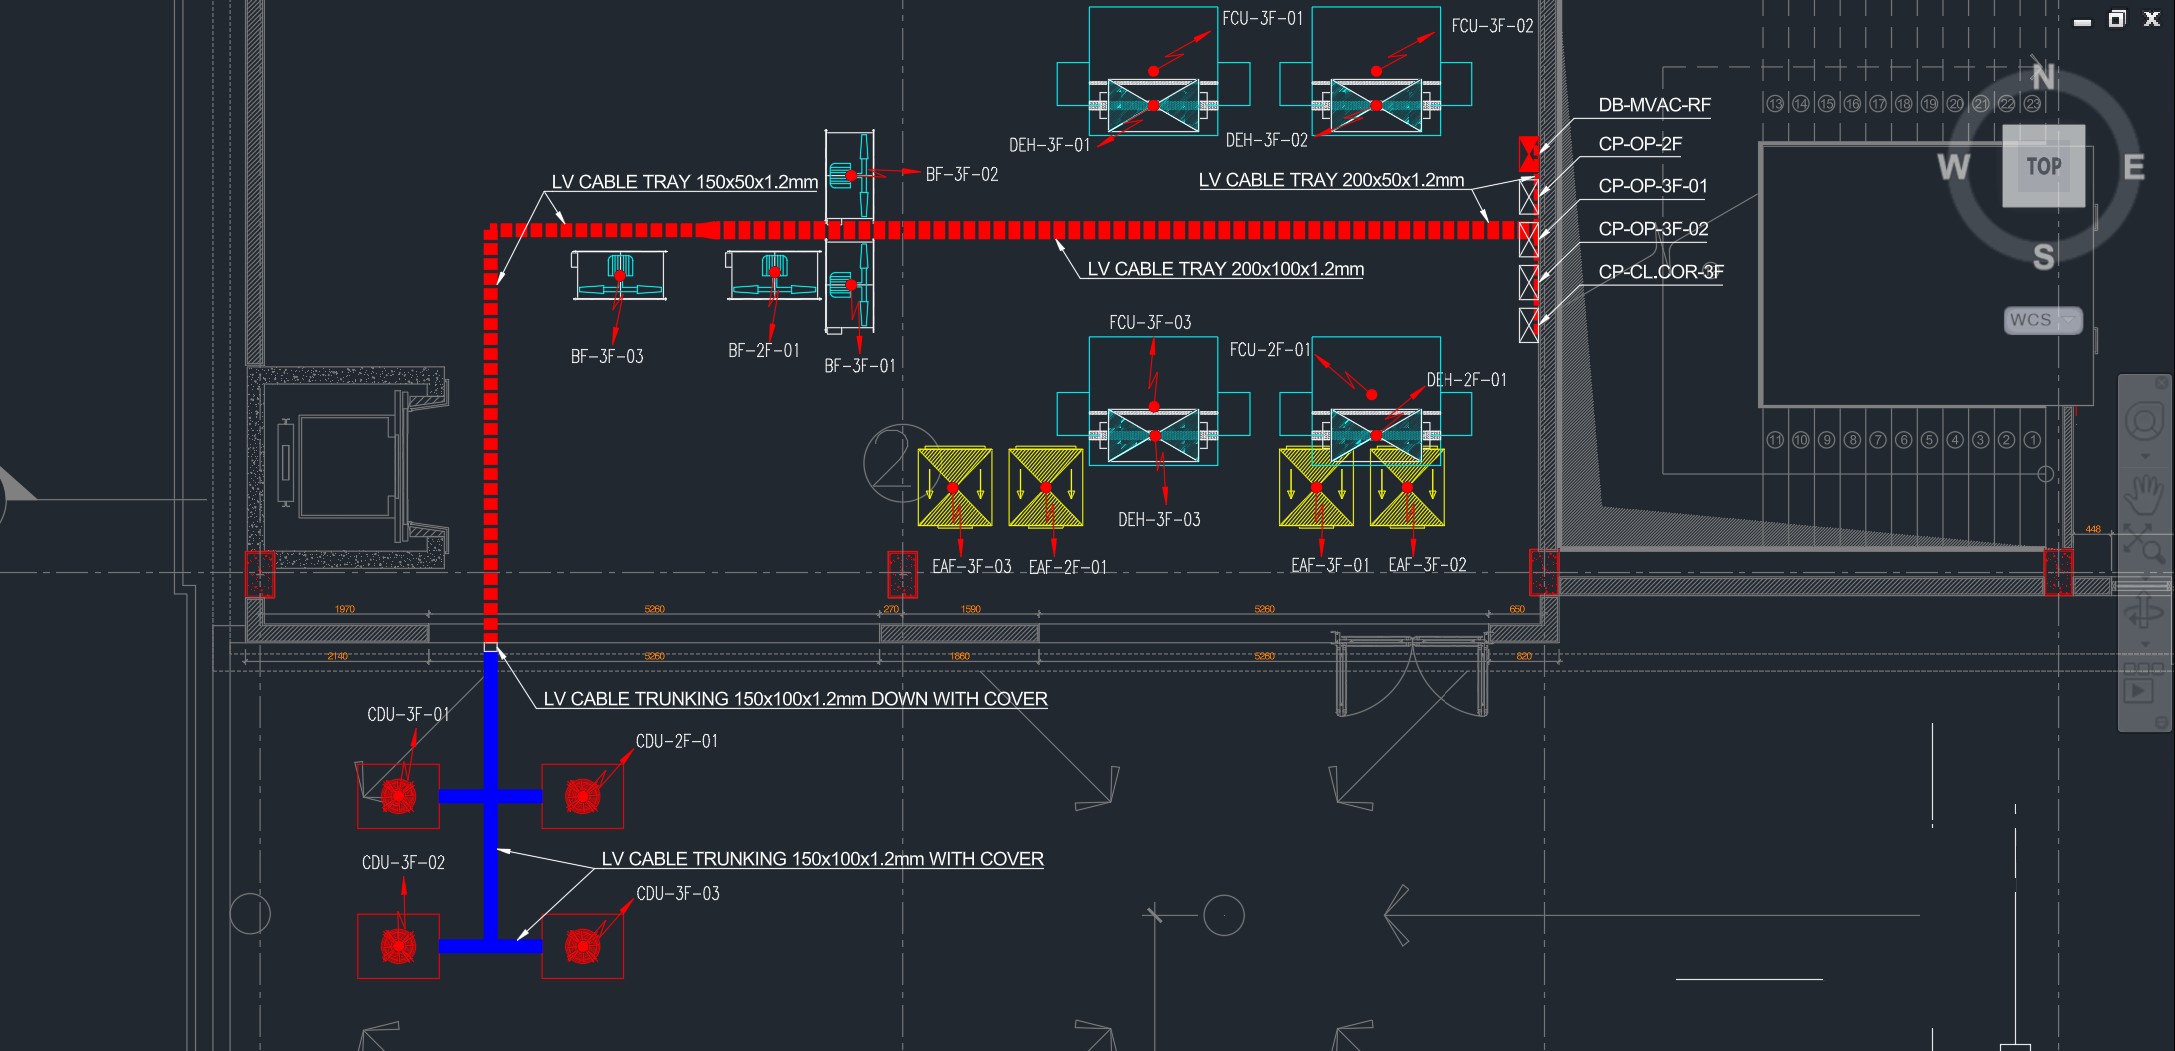 FCU-3F-01
FCU-3F-02
N
13 14 15 16 17 18 19 20 21 22 23
DB-MVAC-RF
DEH-3F-01
DEH-3F-02
CP-OP-2F
W
TOP
E
BF-3F-02
LV CABLE TRAY 150x50x1.2mm
LV CABLE TRAY 200x50x1.2mm
CP-OP-3F-01
CP-OP-3F-02
S
LV CABLE TRAY 200x100x1.2mm
CP-CL.COR-3F
WCS
FCU-3F-03
BF-3F-03
BF-2F-01
BF-3F-01
FCU-2F-01
DEH-2F-01
2
11 10 9 8 7 6 5 4 3 2 1
DEH-3F-03
448
EAF-3F-03
EAF-2F-01
EAF-3F-01
EAF-3F-02
1970
5260
270
1590
5260
650
2140
5260
1860
5260
820
LV CABLE TRUNKING 150x100x1.2mm DOWN WITH COVER
CDU-3F-01
CDU-2F-01
LV CABLE TRUNKING 150x100x1.2mm WITH COVER
CDU-3F-02
CDU-3F-03